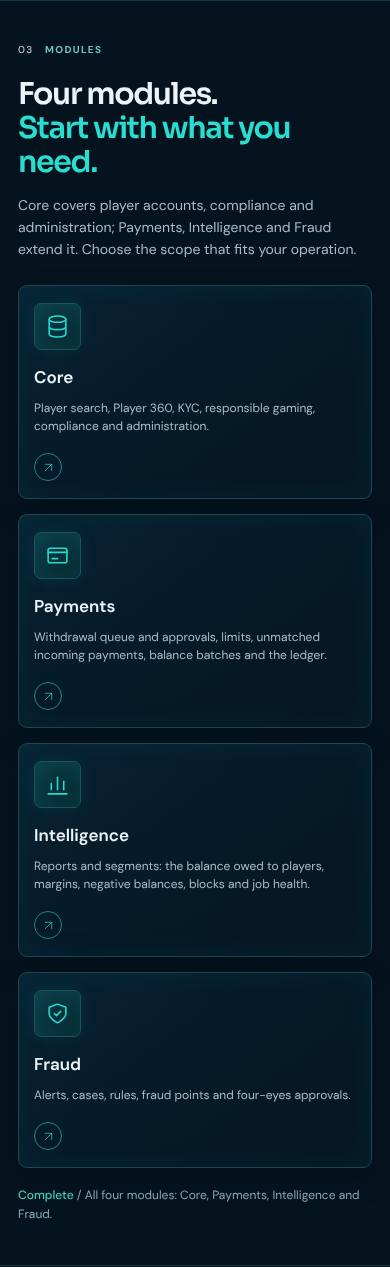 03 MODULES
Four modules.
Start with what you
need.
Core covers player accounts, compliance and
administration; Payments, Intelligence and Fraud
extend it. Choose the scope that fits your operation.
Core
Player search, Player 360, KYC, responsible gaming,
compliance and administration.
Payments
Withdrawal queue and approvals, limits, unmatched
incoming payments, balance batches and the ledger.
Intelligence
Reports and segments: the balance owed to players,
margins, negative balances, blocks and job health.
Fraud
Alerts, cases, rules, fraud points and four-eyes approvals.
Complete / All four modules: Core, Payments, Intelligence and
Fraud.